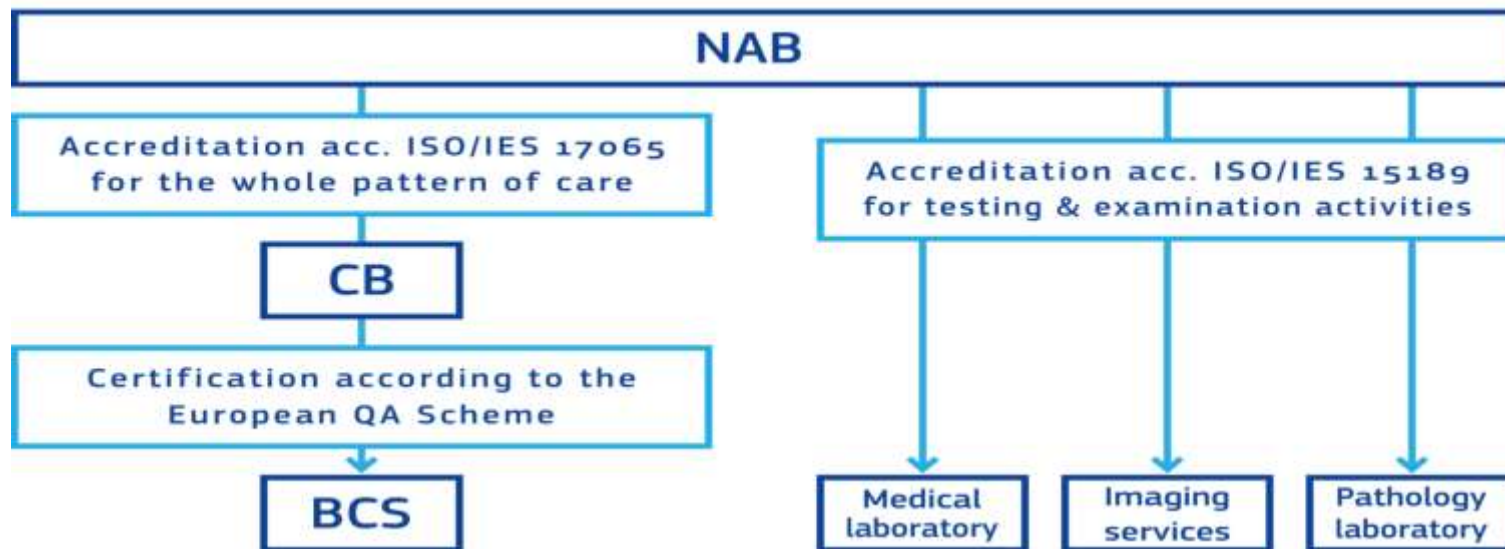 NAB
Accreditation acc. ISO/IES 17065
for the whole pattern of care
Accreditation acc. ISO/IES 15189
for testing & examination activities
CB
Certification according to the
European QA Scheme
BCS
Medical
laboratory
Imaging
services
Pathology
laboratory